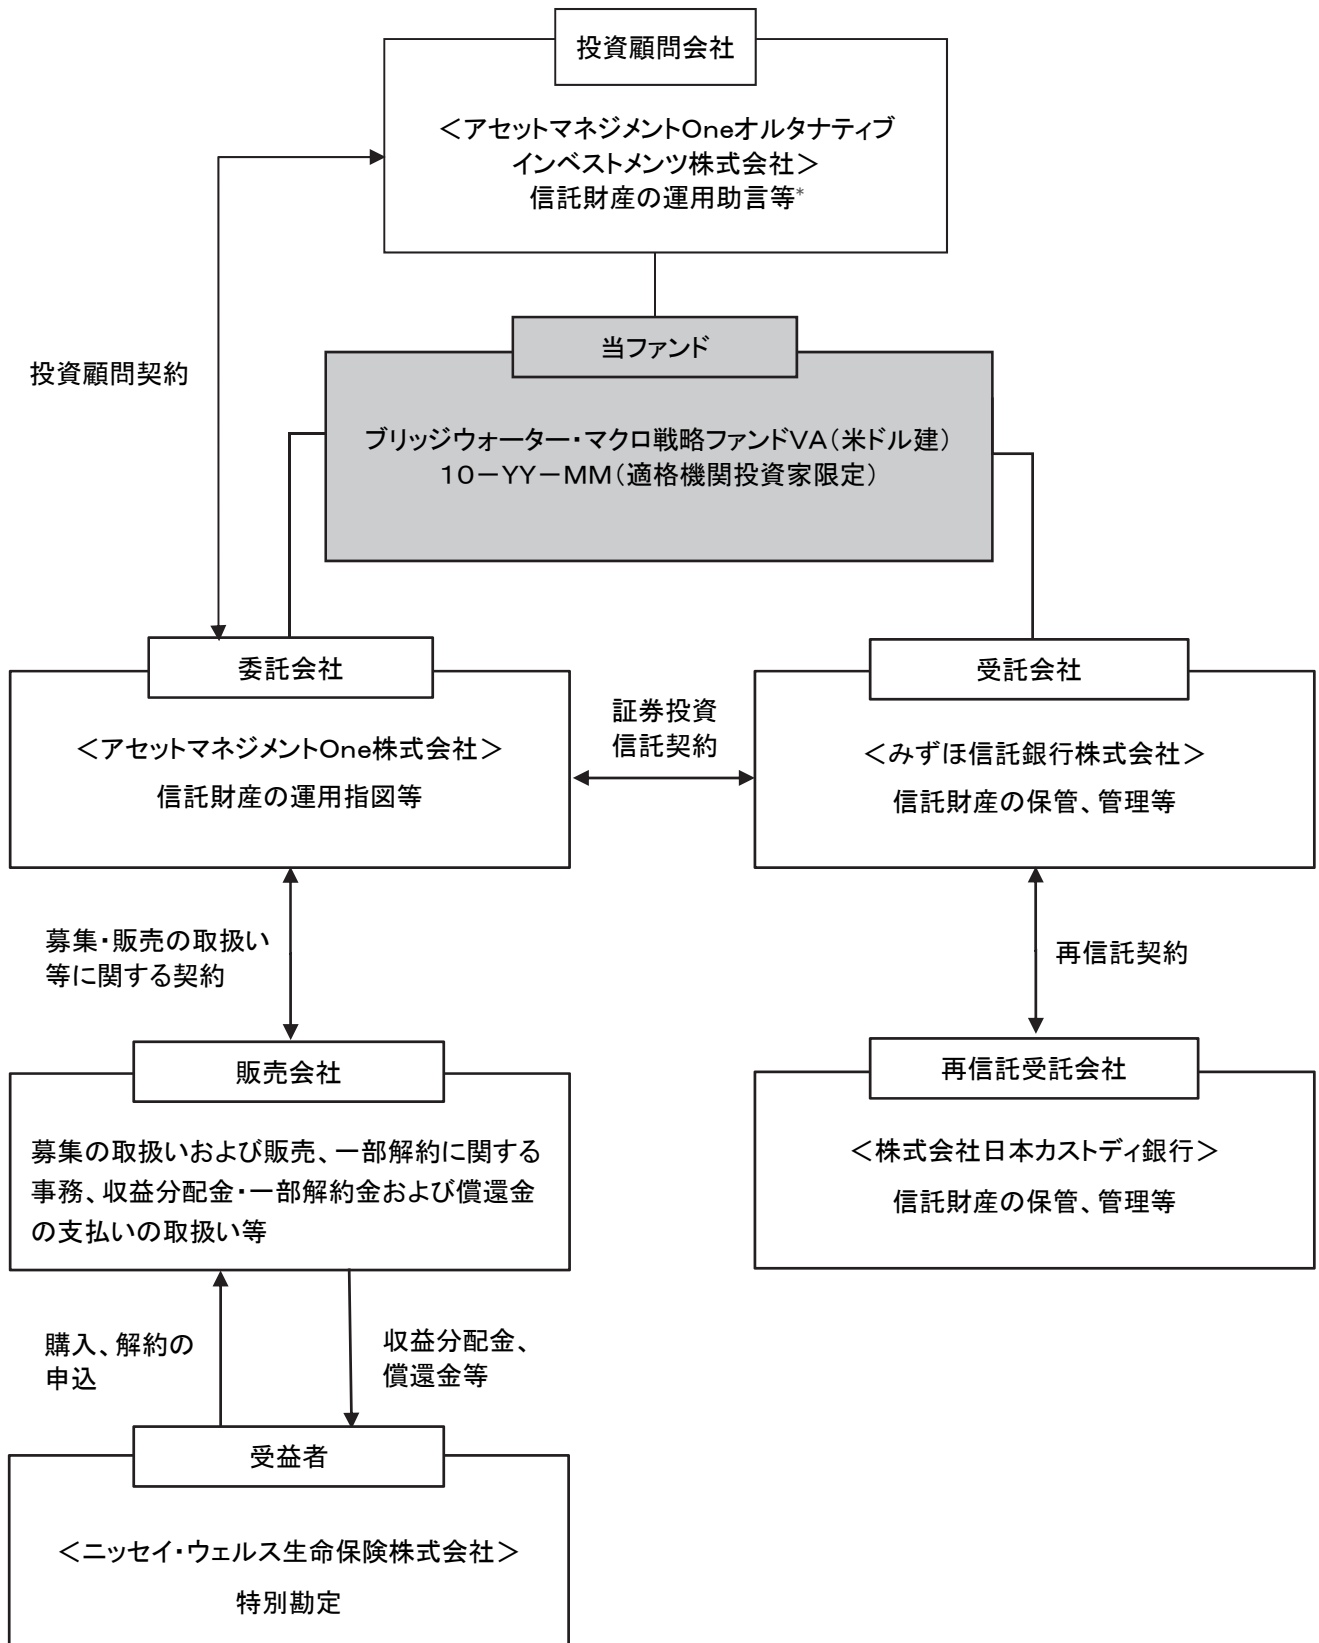 投資顧問会社
＜アセットマネジメントOneオルタナティブ
インベストメンツ株式会社＞
信託財産の運用助言等*
当ファンド
投資顧問契約
ブリッジウォーター・マクロ戦略ファンドVA（米ドル建）
10－YY－MM（適格機関投資家限定）
委託会社
＜アセットマネジメントOne株式会社＞
信託財産の運用指図等
証券投資
信託契約
受託会社
＜みずほ信託銀行株式会社＞
信託財産の保管、管理等
募集・販売の取扱い
等に関する契約
再信託契約
販売会社
募集の取扱いおよび販売、一部解約に関する
事務、収益分配金・一部解約金および償還金
の支払いの取扱い等
再信託受託会社
＜株式会社日本カストディ銀行＞
信託財産の保管、管理等
購入、解約の
申込
収益分配金、
償還金等
受益者
＜ニッセイ・ウェルス生命保険株式会社＞
特別勘定